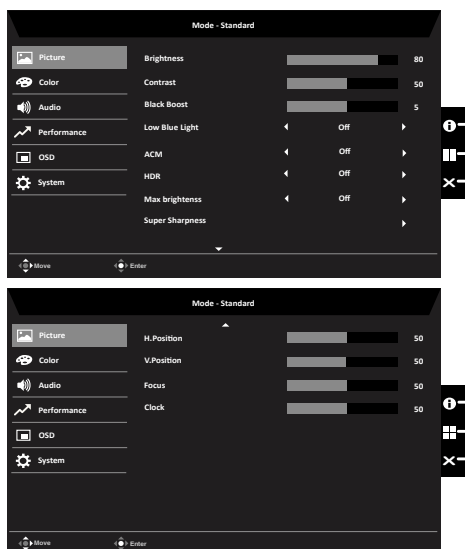 Mode - Standard
Picture
Color
Audio
Performance
OSD
System
Brightness 80
Contrast 50
Black Boost 5
Low Blue Light Off
ACM Off
HDR Off
Max brightenss Off
Super Sharpness
Move Enter
Mode - Standard
Picture
Color
Audio
Performance
OSD
System
H.Position 50
V.Position 50
Focus 50
Clock 50
Move Enter